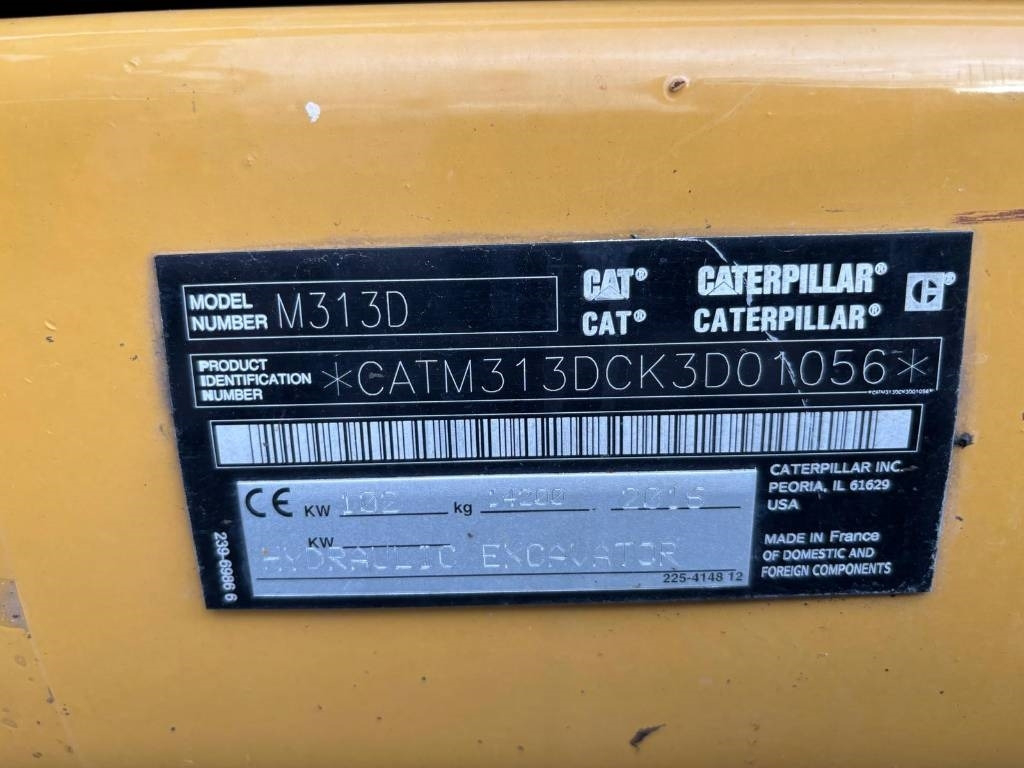 MODEL NUMBER M313D
CAT® CATERPILLAR®
CAT® CATERPILLAR®
PRODUCT IDENTIFICATION NUMBER *CATM313DCK3D01056*
*CATM313DCK3D01056*
CATERPILLAR INC.
PEORIA, IL 61629
USA
CE KW 102 kg 14200
KW
HYDRAULIC EXCAVATOR
225-4148 12
MADE IN France
OF DOMESTIC AND
FOREIGN COMPONENTS
239-6986 6